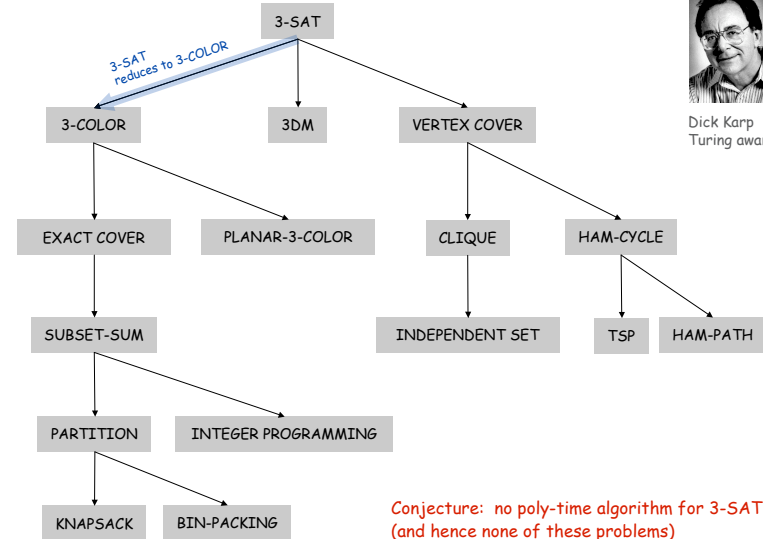 3-SAT
3-SAT
reduces to 3-COLOR
Dick Karp
3-COLOR
3DM
VERTEX COVER
Turing
EXACT COVER
PLANAR-3-COLOR
CLIQUE
HAM-CYCLE
SUBSET-SUM
INDEPENDENT SET
TSP
HAM-PATH
PARTITION
INTEGER PROGRAMMING
KNAPSACK
BIN-PACKING
Conjecture: no poly-time algorithm for 3-SAT
(and hence none of these problems)